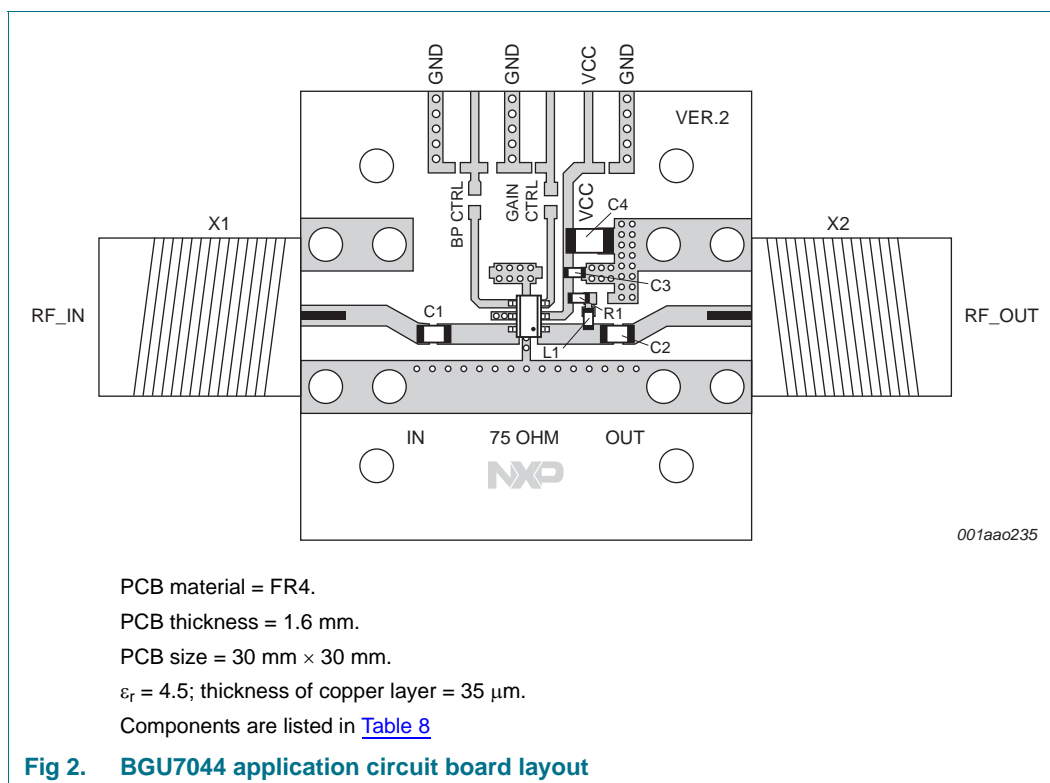 GND
GND
VCC
GND
VER.2
BP CTRL
GAIN
CTRL
VCC
C4
X1
X2
C3
RF_IN
C1
R1
RF_OUT
L1
C2
IN
75 OHM
OUT
NXP
001aao235
PCB material = FR4.
PCB thickness = 1.6 mm.
PCB size = 30 mm × 30 mm.
εr = 4.5; thickness of copper layer = 35 μm.
Components are listed in Table 8
Fig 2. BGU7044 application circuit board layout